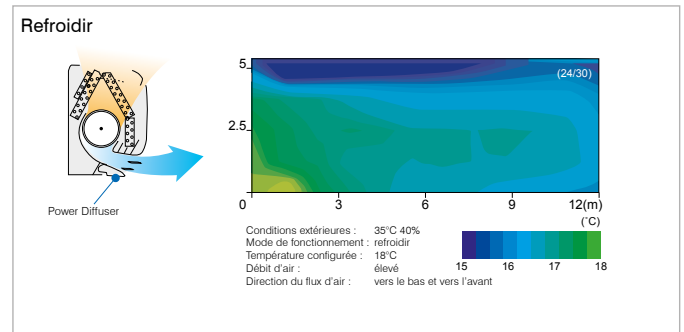 Refroidir
5
(24/30)
2.5
0 3 6 9 12(m)
Power Diffuser
(˚C)
Conditions extérieures : 35°C 40%
Mode de fonctionnement : refroidir
Température configurée : 18°C
Débit d'air : élevé
Direction du flux d'air : vers le bas et vers l'avant
15 16 17 18